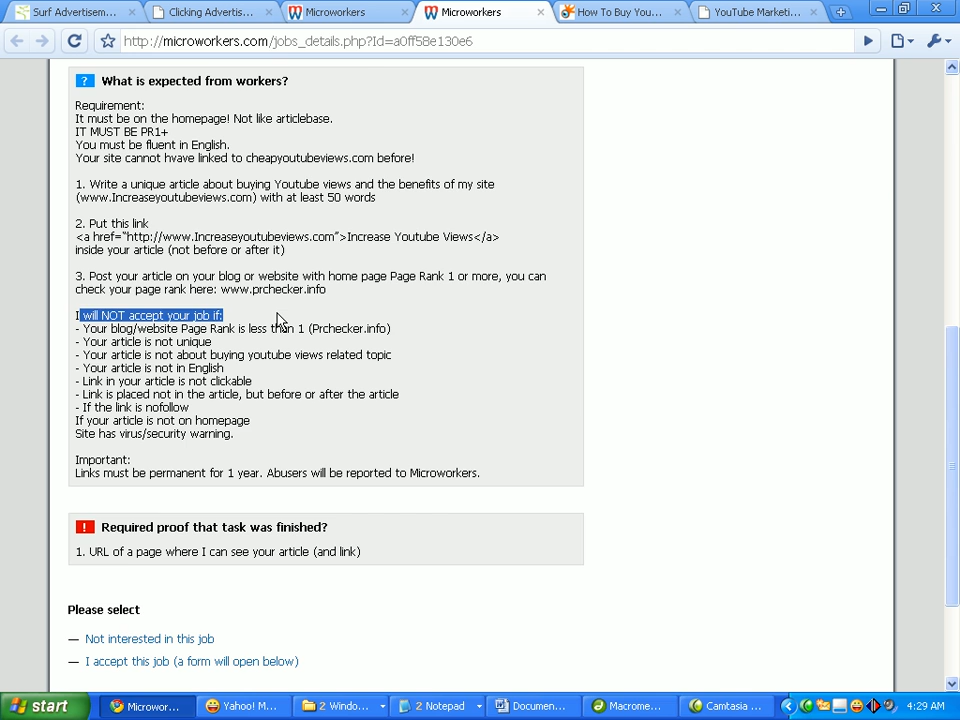 Surf Advertisem...
Clicking Advertis...
Microworkers
Microworkers
How To Buy You...
YouTube Marketi...
http://microworkers.com/jobs_details.php?Id=a0ff58e130e6
? What is expected from workers?
Requirement:
It must be on the homepage! Not like articlebase.
IT MUST BE PR1+
You must be fluent in English.
Your site cannot hvave linked to cheapyoutubeviews.com before!
1. Write a unique article about buying Youtube views and the benefits of my site
(www.Increaseyoutubeviews.com) with at least 50 words
2. Put this link
<a href="http://www.Increaseyoutubeviews.com">Increase Youtube Views</a>
inside your article (not before or after it)
3. Post your article on your blog or website with home page Page Rank 1 or more, you can
check your page rank here: www.prchecker.info
I will NOT accept your job if:
- Your blog/website Page Rank is less than 1 (Prchecker.info)
- Your article is not unique
- Your article is not about buying youtube views related topic
- Your article is not in English
- Link in your article is not clickable
- Link is placed not in the article, but before or after the article
- If the link is nofollow
If your article is not on homepage
Site has virus/security warning.
Important:
Links must be permanent for 1 year. Abusers will be reported to Microworkers.
! Required proof that task was finished?
1. URL of a page where I can see your article (and link)
Please select
— Not interested in this job
— I accept this job (a form will open below)
start
Microwor...
Yahoo! M...
2 Windo...
2 Notepad
Documen...
Macrome...
Camtasia ...
4:29 AM